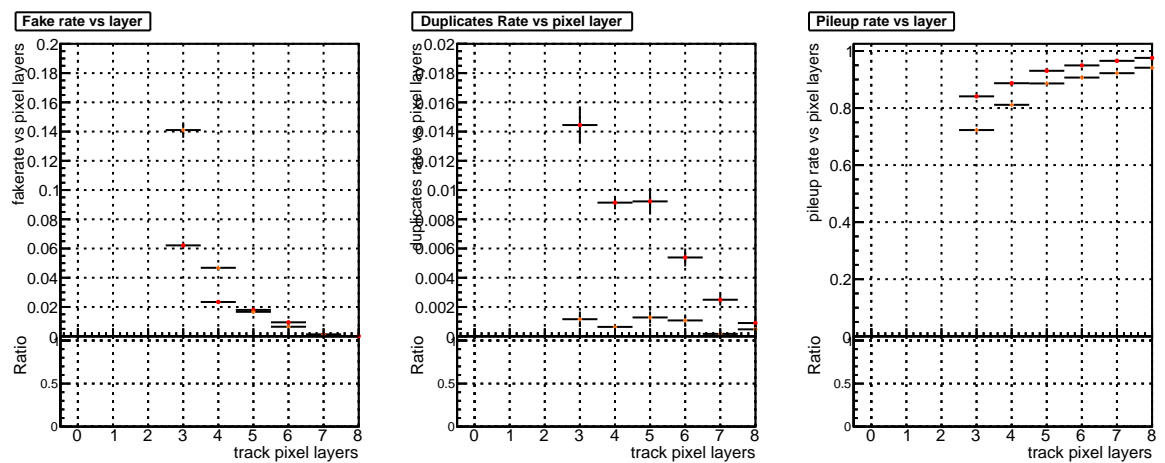 Fake rate vs layer
fakerate vs pixel layers
0.2
0.18
0.16
0.14
0.12
0.1
0.08
0.06
0.04
0.02
0
Ratio
1
0.5
0
0 1 2 3 4 5 6 7 8
track pixel layers
Duplicates Rate vs pixel layer
duplicates rate vs pixel layers
0.02
0.018
0.016
0.014
0.012
0.01
0.008
0.006
0.004
0.002
0
Ratio
1
0.5
0
0 1 2 3 4 5 6 7 8
track pixel layers
Pileup rate vs layer
pileup rate vs pixel layers
1
0.8
0.6
0.4
0.2
0
Ratio
1
0.5
0
0 1 2 3 4 5 6 7 8
track pixel layers